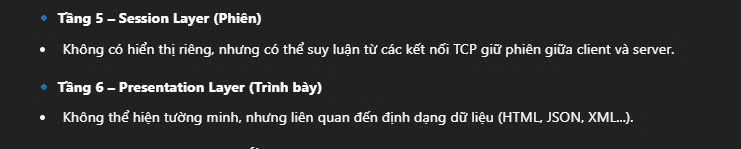 Tầng 5 – Session Layer (Phiên)
Không có hiển thị riêng, nhưng có thể suy luận từ các kết nối TCP giữ phiên giữa client và server.
Tầng 6 – Presentation Layer (Trình bày)
Không thể hiện tường minh, nhưng liên quan đến định dạng dữ liệu (HTML, JSON, XML...).